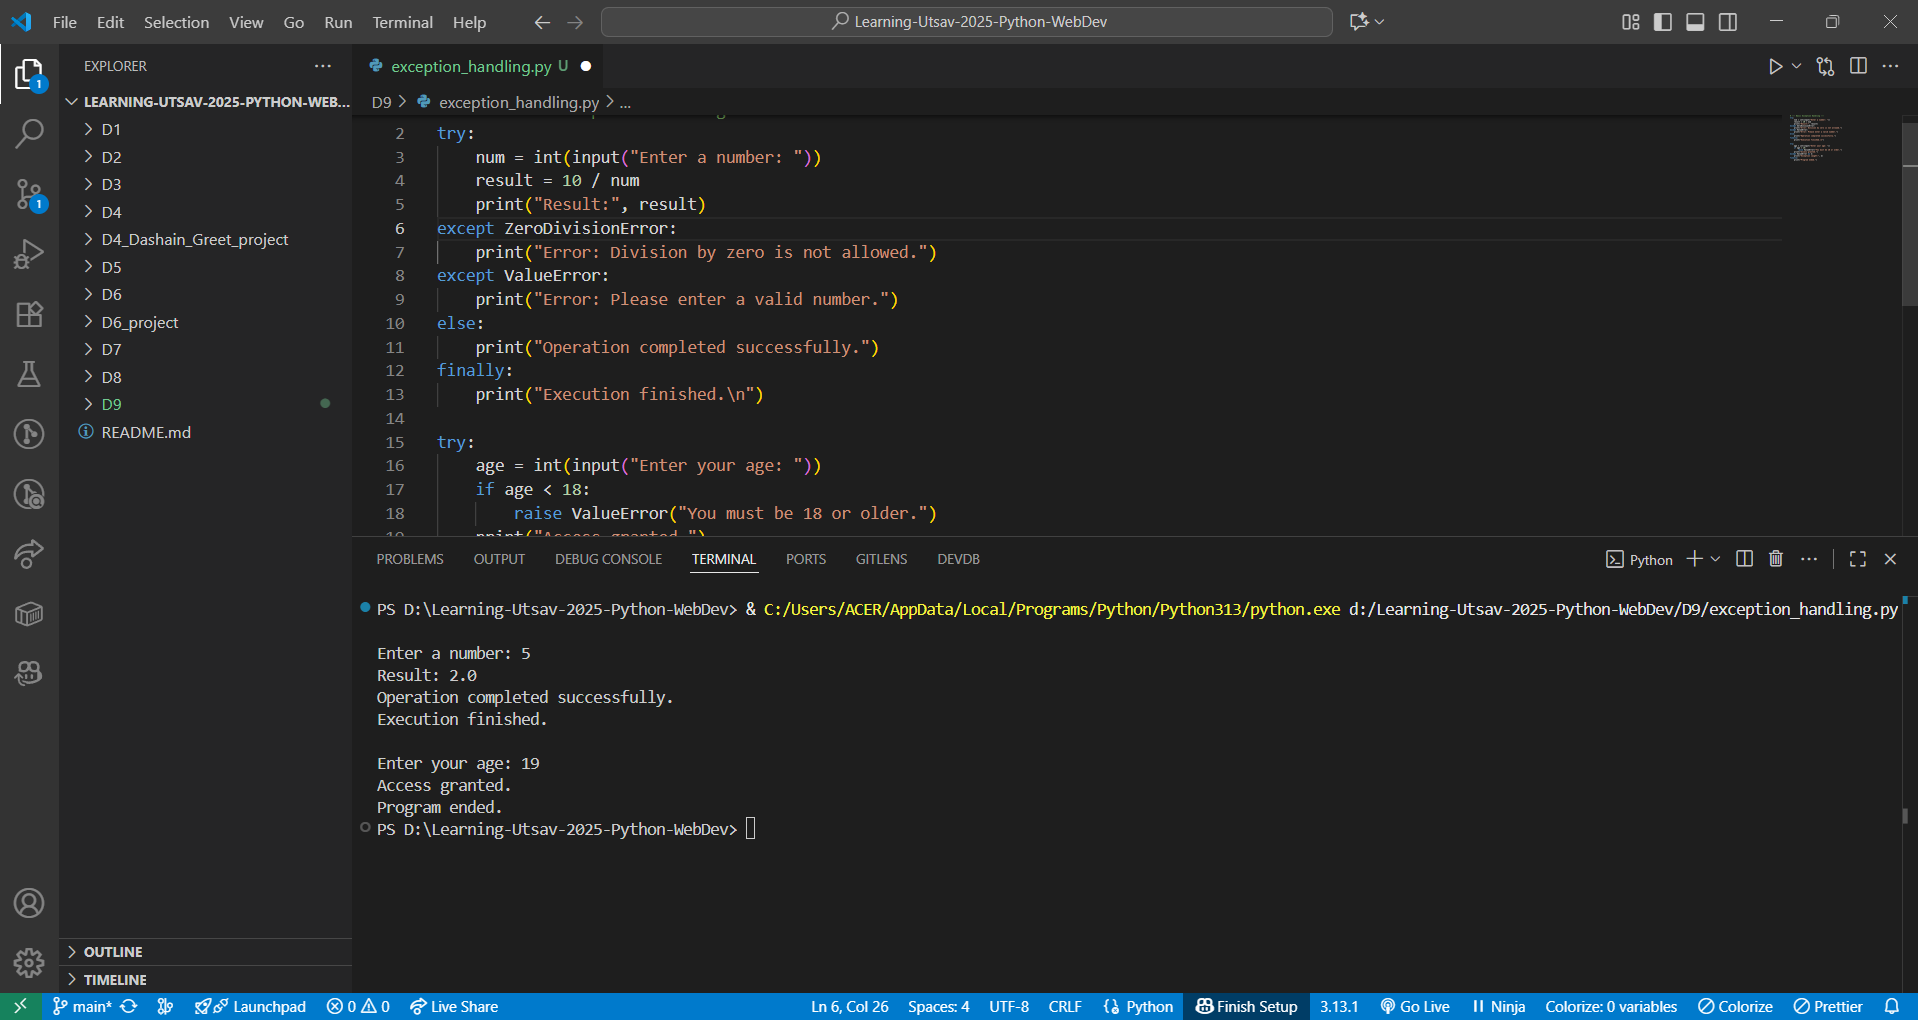 File Edit Selection View Go Run Terminal Help
Learning-Utsav-2025-Python-WebDev
EXPLORER
LEARNING-UTSAV-2025-PYTHON-WEB...
D1
D2
D3
D4
D4_Dashain_Greet_project
D5
D6
D6_project
D7
D8
D9
README.md
OUTLINE
TIMELINE
1
1
exception_handling.py U
D9 > exception_handling.py > ...
2 try:
3 num = int(input("Enter a number: "))
4 result = 10 / num
5 print("Result:", result)
6 except ZeroDivisionError:
7 print("Error: Division by zero is not allowed.")
8 except ValueError:
9 print("Error: Please enter a valid number.")
10 else:
11 print("Operation completed successfully.")
12 finally:
13 print("Execution finished.\n")
14
15 try:
16 age = int(input("Enter your age: "))
17 if age < 18:
18 raise ValueError("You must be 18 or older.")
19 print("Access granted.")
PROBLEMS OUTPUT DEBUG CONSOLE TERMINAL PORTS GITLENS DEVDB
Python
PS D:\Learning-Utsav-2025-Python-WebDev> & C:/Users/ACER/AppData/Local/Programs/Python/Python313/python.exe d:/Learning-Utsav-2025-Python-WebDev/D9/exception_handling.py
Enter a number: 5
Result: 2.0
Operation completed successfully.
Execution finished.
Enter your age: 19
Access granted.
Program ended.
PS D:\Learning-Utsav-2025-Python-WebDev>
main* Launchpad 0 0 Live Share Ln 6, Col 26 Spaces: 4 UTF-8 CRLF Python Finish Setup 3.13.1 Go Live Ninja Colorize: 0 variables Colorize Prettier